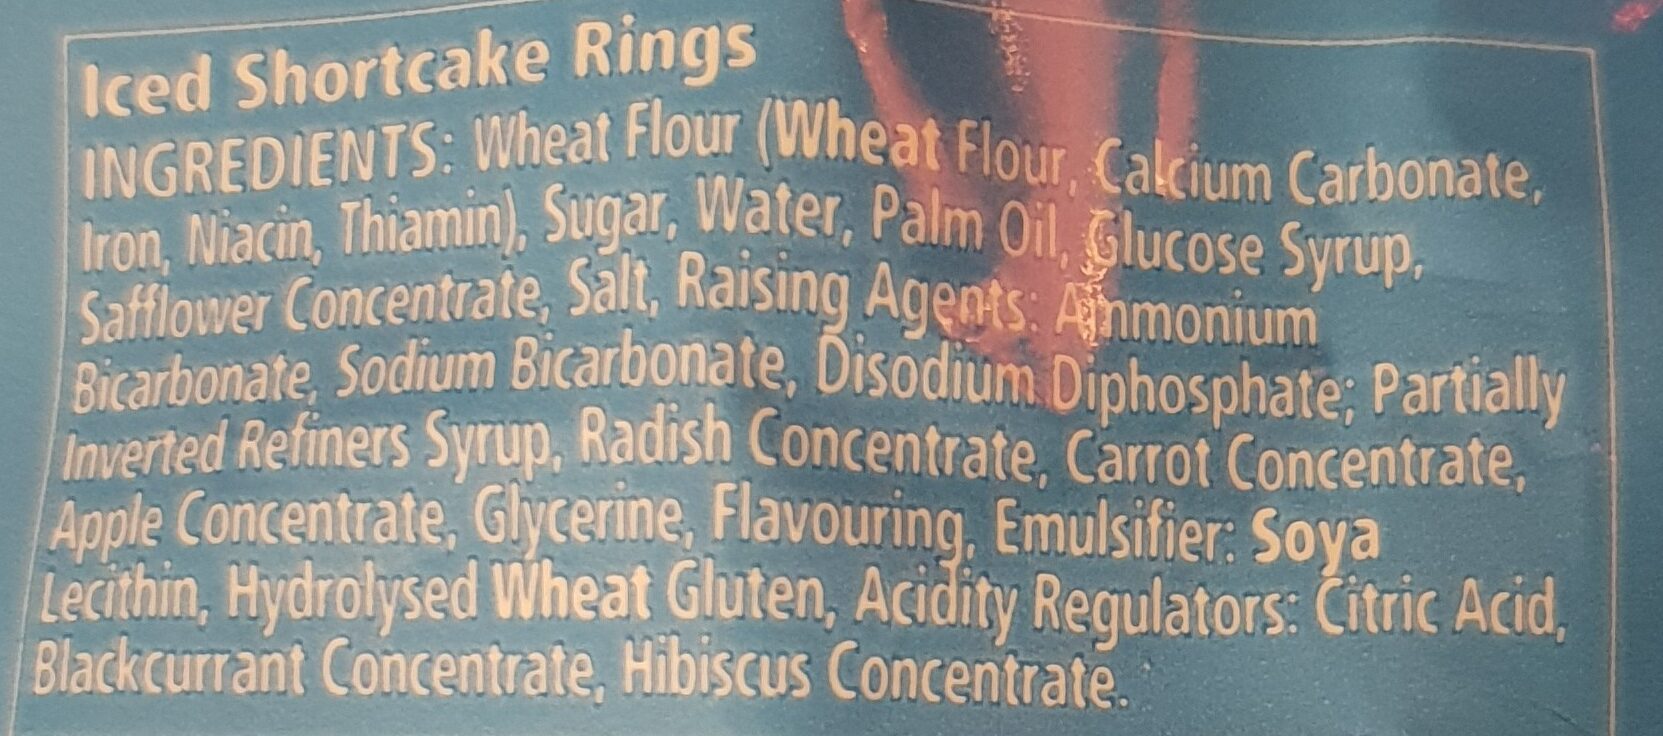 Iced Shortcake Rings
INGREDIENTS: Wheat Flour (Wheat Flour, Calcium Carbonate,
Iron, Niacin, Thiamin), Sugar, Water, Palm Oil, Glucose Syrup,
Safflower Concentrate, Salt, Raising Agents: Ammonium
Bicarbonate, Sodium Bicarbonate, Disodium Diphosphate; Partially
Inverted Refiners Syrup, Radish Concentrate, Carrot Concentrate,
Apple Concentrate, Glycerine, Flavouring, Emulsifier: Soya
Lecithin, Hydrolysed Wheat Gluten, Acidity Regulators: Citric Acid,
Blackcurrant Concentrate, Hibiscus Concentrate.